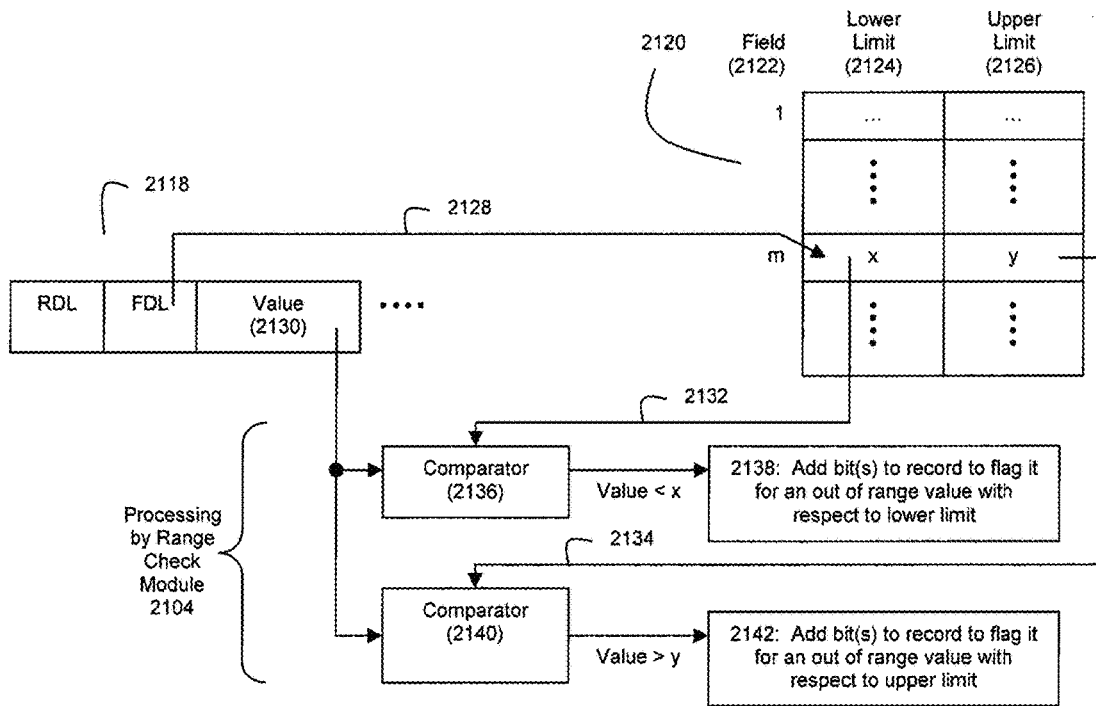 2120
Field
(2122)
Lower
Limit
(2124)
Upper
Limit
(2126)
1
...
...
2118
2128
m
x
y
RDL
FDL
Value
(2130)
2132
Comparator
(2136)
Value < x
2138: Add bit(s) to record to flag it
for an out of range value with
respect to lower limit
Processing
by Range
Check
Module
2104
2134
Comparator
(2140)
Value > y
2142: Add bit(s) to record to flag it
for an out of range value with
respect to upper limit